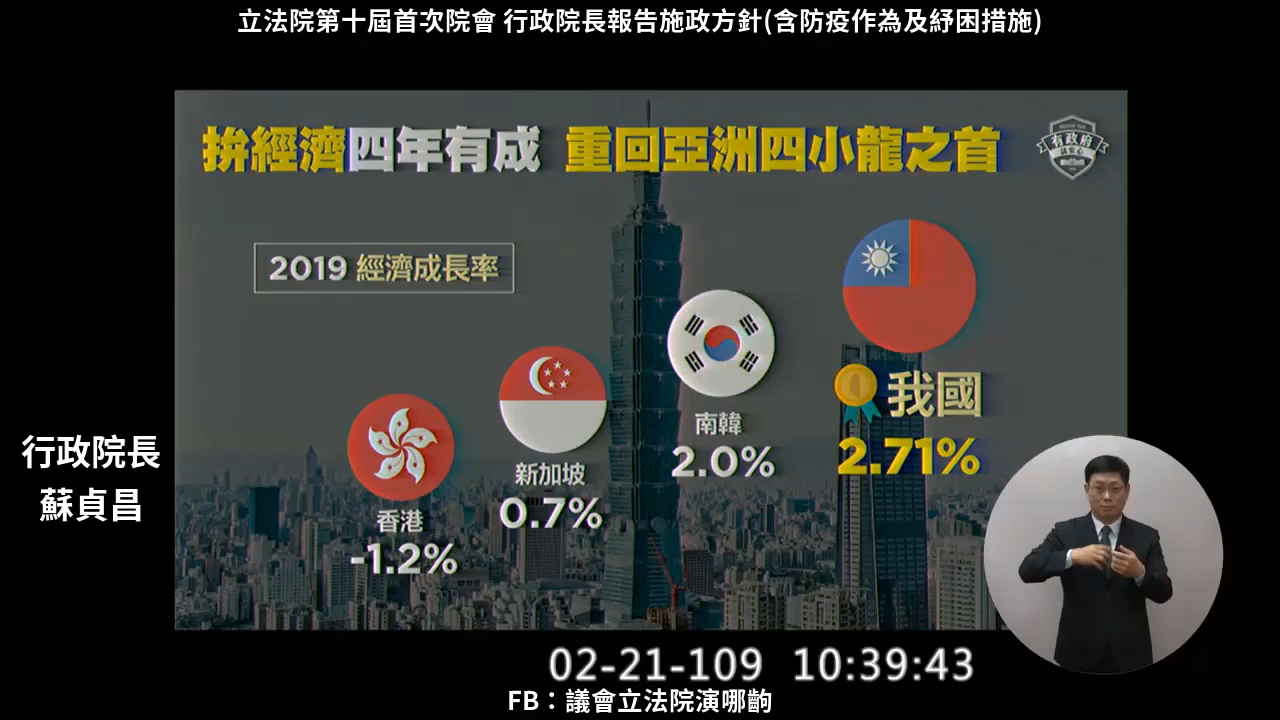 立法院第十屆首次院會 行政院長報告施政方針(含防疫作為及紓困措施)
拚經濟四年有成 重回亞洲四小龍之首
有政府
2019 經濟成長率
我國
2.71%
南韓
2.0%
新加坡
0.7%
香港
-1.2%
行政院長
蘇貞昌
02-21-109 10:39:43
FB：議會立法院演哪齣